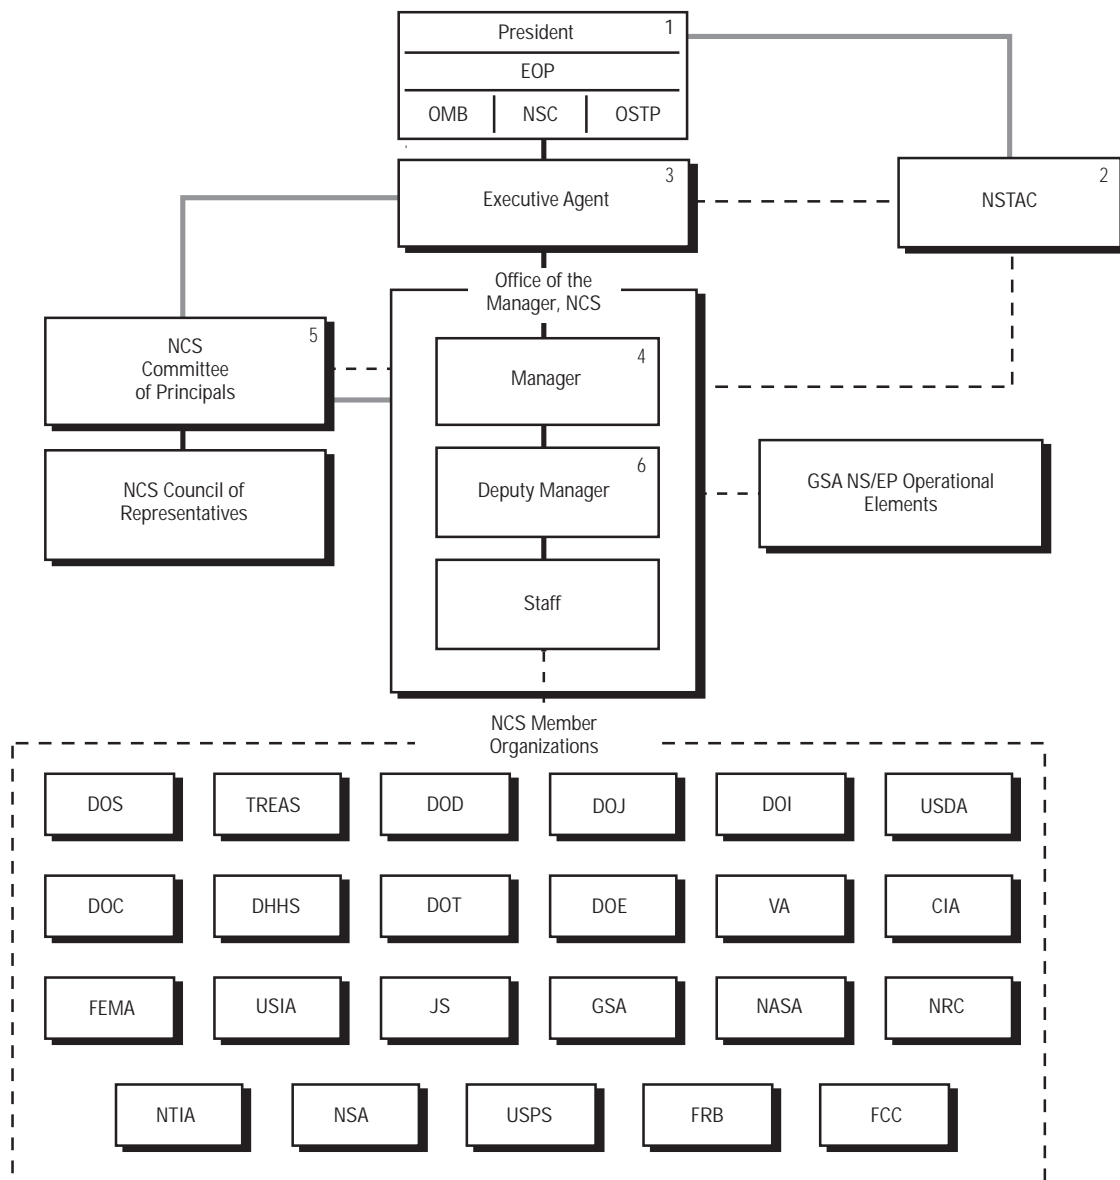 President
1
EOP
OMB
NSC
OSTP
Executive Agent
3
NSTAC
2
Office of the
Manager, NCS
NCS
Committee
of Principals
5
Manager
4
NCS Council of
Representatives
Deputy Manager
6
GSA NS/EP Operational
Elements
Staff
NCS Member
Organizations
DOS
TREAS
DOD
DOJ
DOI
USDA
DOC
DHHS
DOT
DOE
VA
CIA
FEMA
USIA
JS
GSA
NASA
NRC
NTIA
NSA
USPS
FRB
FCC